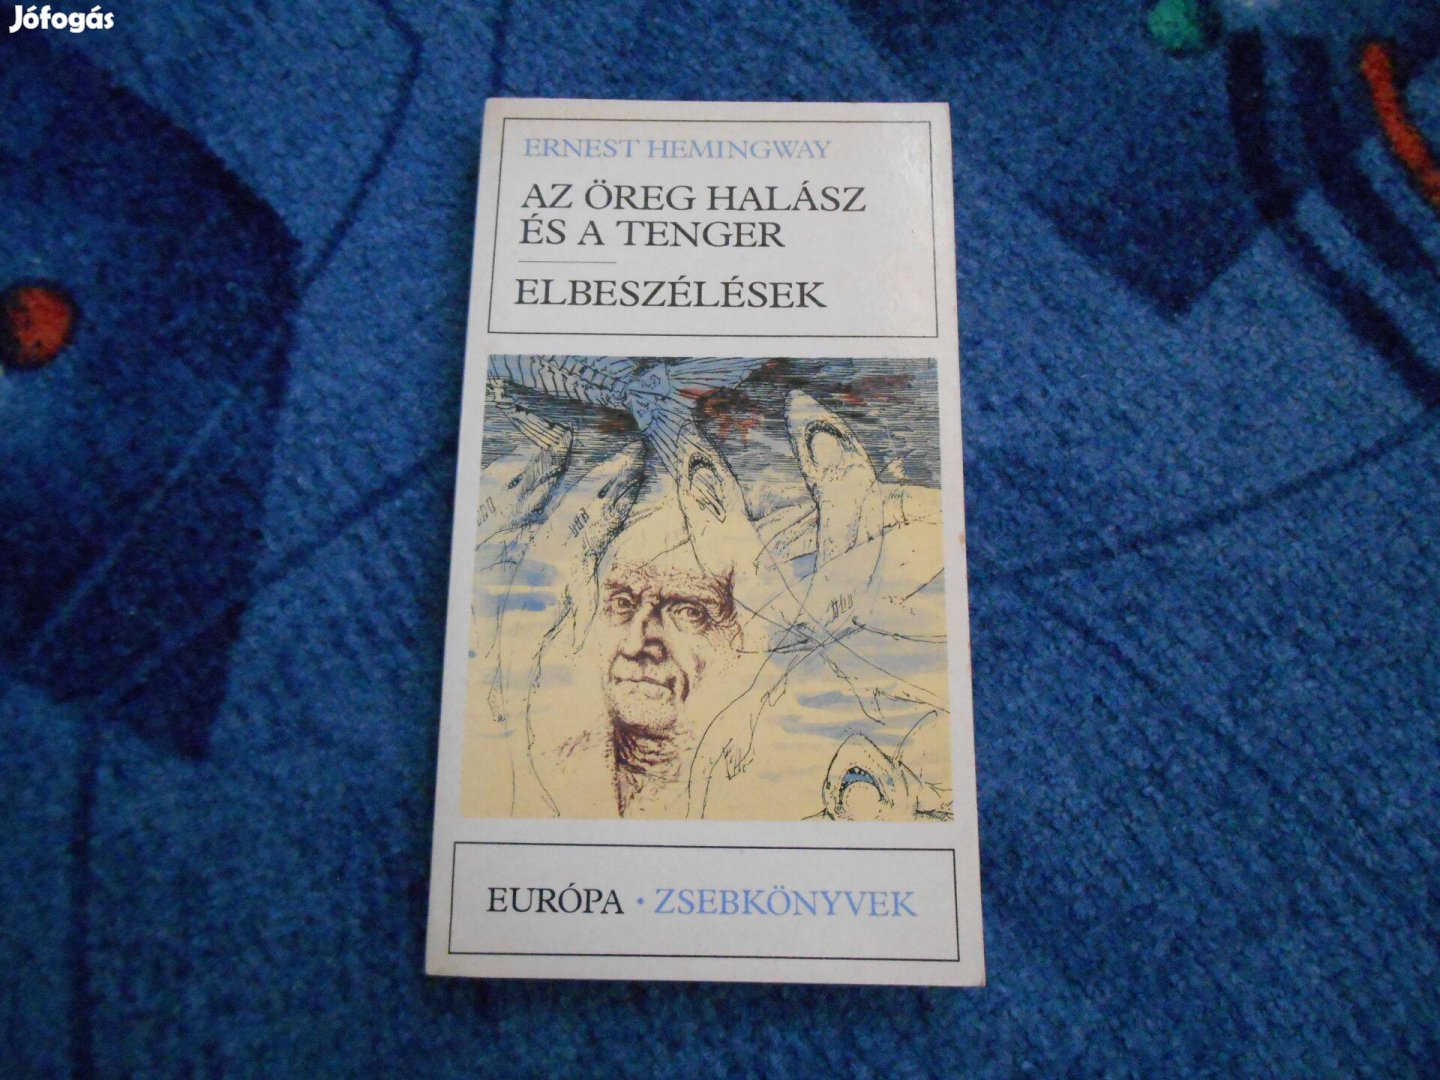 Jófogás
ERNEST HEMINGWAY
AZ ÖREG HALÁSZ
ÉS A TENGER
ELBESZÉLÉSEK
EURÓPA • ZSEBKÖNYVEK